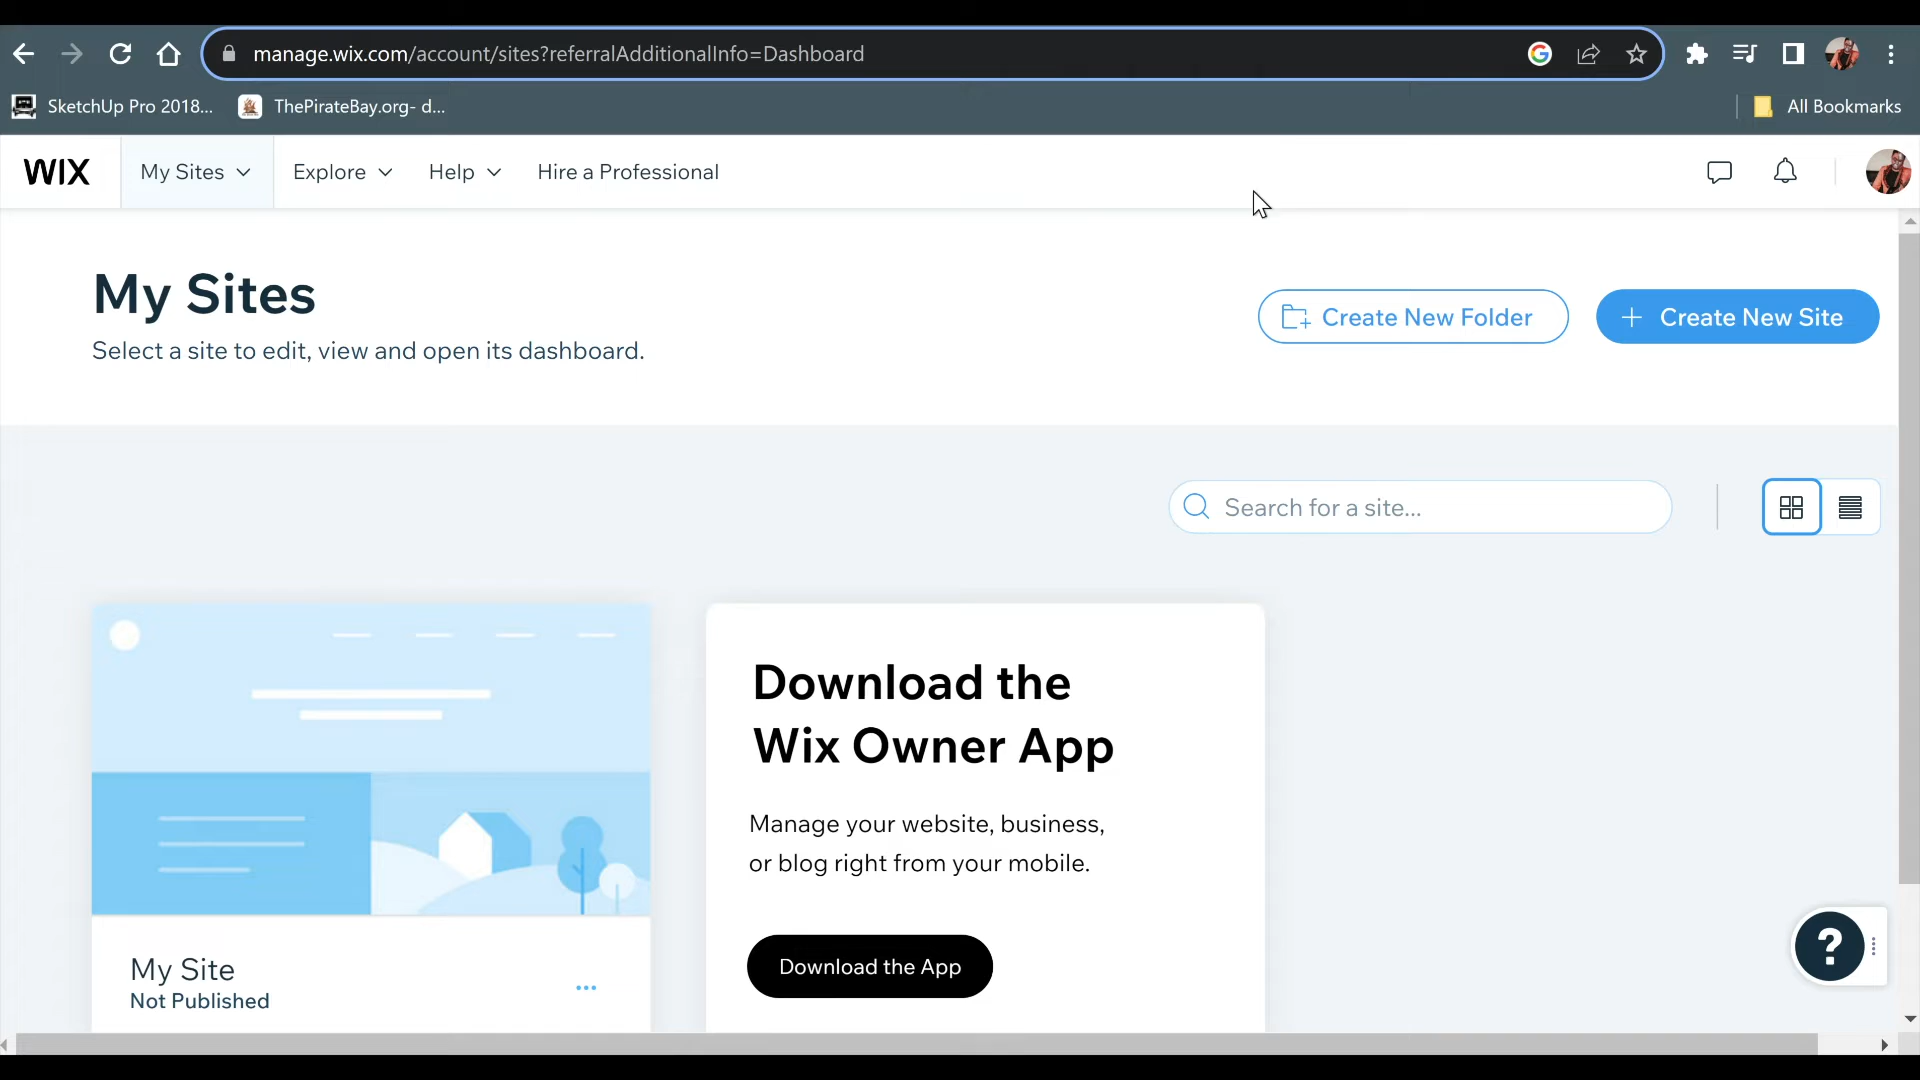 manage.wix.com/account/sites?referralAdditionalInfo=Dashboard
SketchUp Pro 2018... ThePirateBay.org- d... All Bookmarks
WIX My Sites Explore Help Hire a Professional
My Sites
Select a site to edit, view and open its dashboard.
Create New Folder
+ Create New Site
Search for a site...
Download the
Wix Owner App
Manage your website, business,
or blog right from your mobile.
Download the App
My Site
Not Published
?